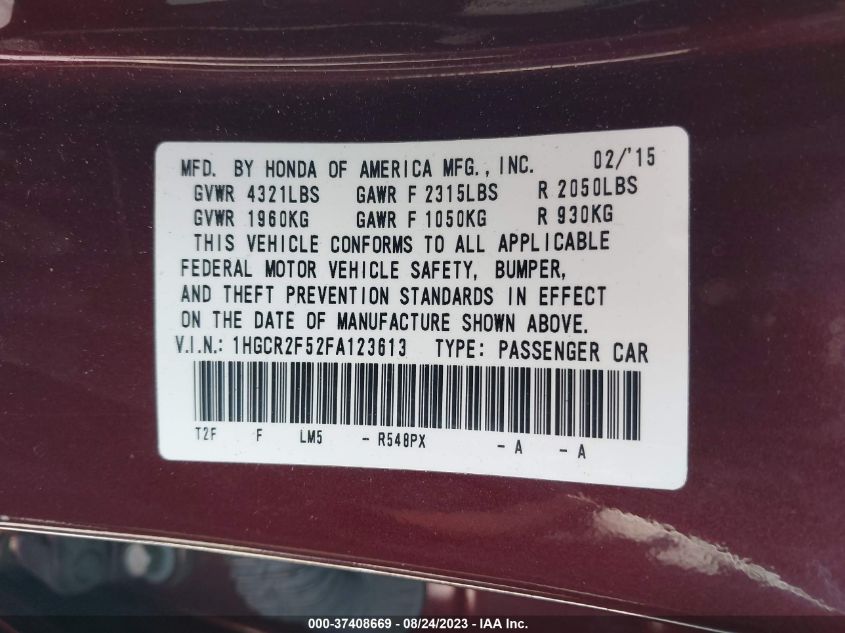 MFD. BY HONDA OF AMERICA MFG., INC. 02/'15
GVWR 4321LBS GAWR F 2315LBS R 2050LBS
GVWR 1960KG GAWR F 1050KG R 930KG
THIS VEHICLE CONFORMS TO ALL APPLICABLE
FEDERAL MOTOR VEHICLE SAFETY, BUMPER,
AND THEFT PREVENTION STANDARDS IN EFFECT
ON THE DATE OF MANUFACTURE SHOWN ABOVE.
V.I.N.: 1HGCR2F52FA123613 TYPE: PASSENGER CAR
T2F F LM5 - R548PX - A - A
000-37408669 | 08/24/2023 - IAA Inc.